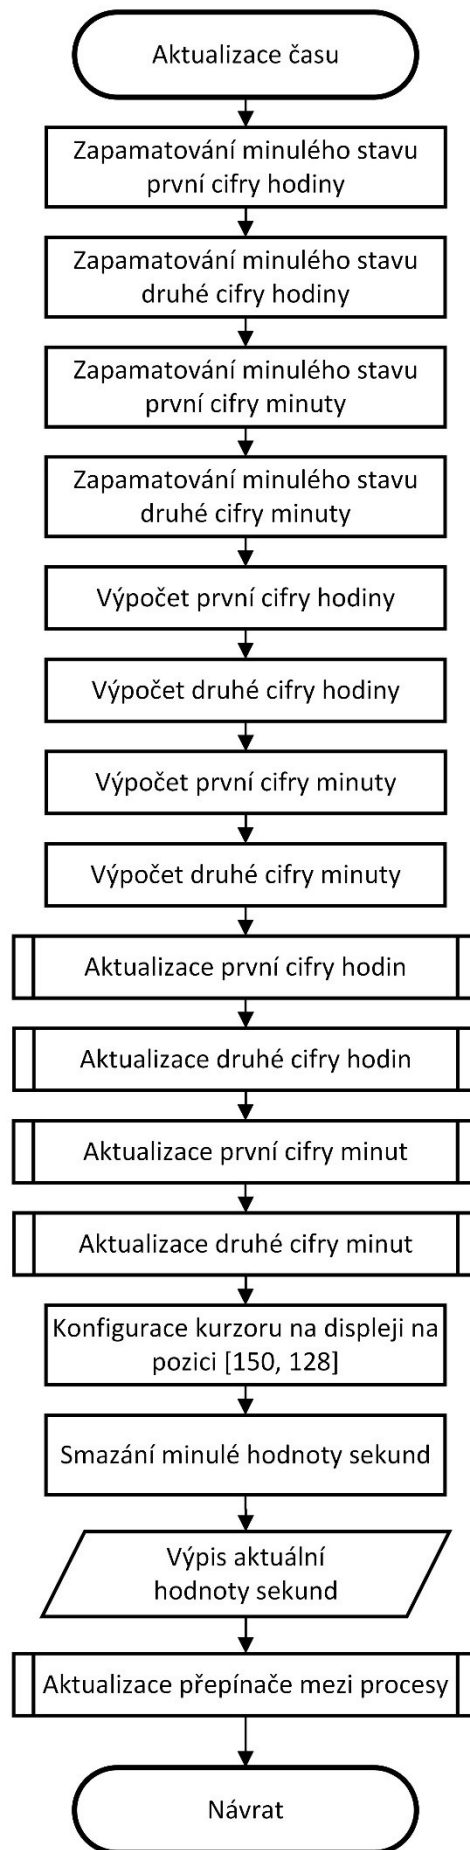 Aktualizace času
Zapamatování minulého stavu
první cifry hodiny
Zapamatování minulého stavu
druhé cifry hodiny
Zapamatování minulého stavu
první cifry minuty
Zapamatování minulého stavu
druhé cifry minuty
Výpočet první cifry hodiny
Výpočet druhé cifry hodiny
Výpočet první cifry minuty
Výpočet druhé cifry minuty
Aktualizace první cifry hodin
Aktualizace druhé cifry hodin
Aktualizace první cifry minut
Aktualizace druhé cifry minut
Konfigurace kurzoru na displeji na
pozici [150, 128]
Smazání minulé hodnoty sekund
Výpis aktuální
hodnoty sekund
Aktualizace přepínače mezi procesy
Návrat